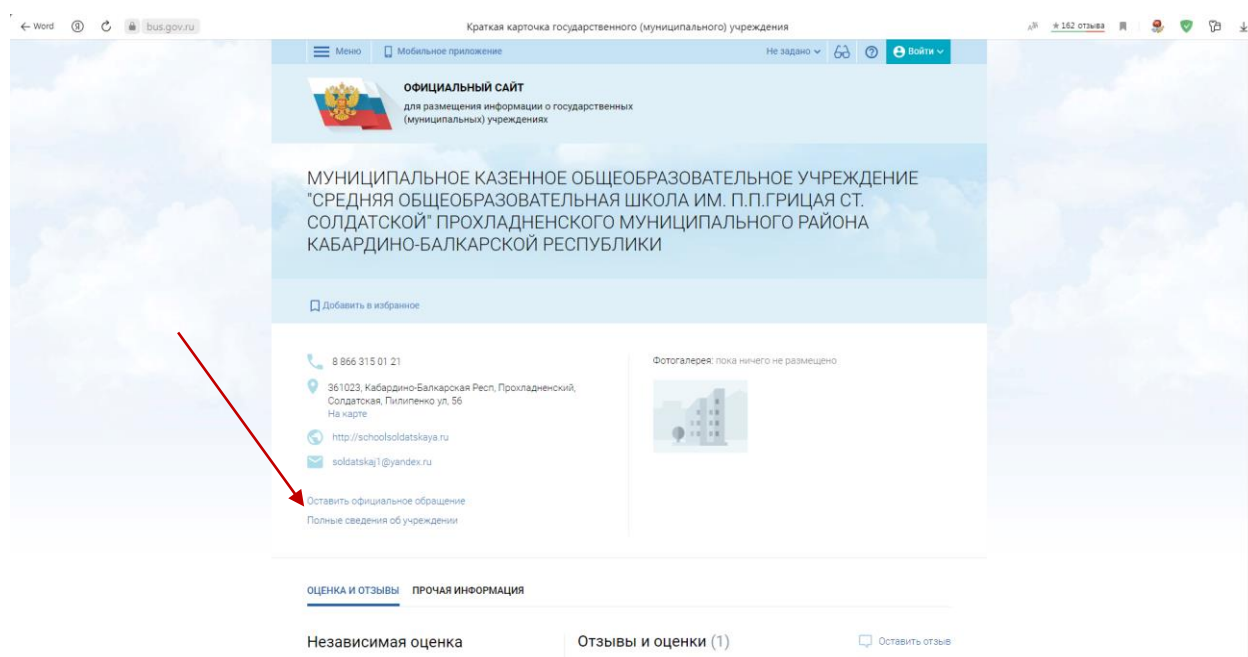 ← Word
Я
bus.gov.ru
Краткая карточка государственного (муниципального) учреждения
★ 162 отзыва
Меню
Мобильное приложение
Не задано
Войти
ОФИЦИАЛЬНЫЙ САЙТ
для размещения информации о государственных
(муниципальных) учреждениях
МУНИЦИПАЛЬНОЕ КАЗЕННОЕ ОБЩЕОБРАЗОВАТЕЛЬНОЕ УЧРЕЖДЕНИЕ
"СРЕДНЯЯ ОБЩЕОБРАЗОВАТЕЛЬНАЯ ШКОЛА ИМ. П.П.ГРИЦАЯ СТ.
СОЛДАТСКОЙ" ПРОХЛАДНЕНСКОГО МУНИЦИПАЛЬНОГО РАЙОНА
КАБАРДИНО-БАЛКАРСКОЙ РЕСПУБЛИКИ
Добавить в избранное
8 866 315 01 21
361023, Кабардино-Балкарская Респ, Прохладненский,
Солдатская, Пилипенко ул, 56
На карте
http://schoolsoldatskaya.ru
soldatskaj1@yandex.ru
Оставить официальное обращение
Полные сведения об учреждении
Фотогалерея: пока ничего не размещено
ОЦЕНКА И ОТЗЫВЫ
ПРОЧАЯ ИНФОРМАЦИЯ
Независимая оценка
Отзывы и оценки (1)
Оставить отзыв